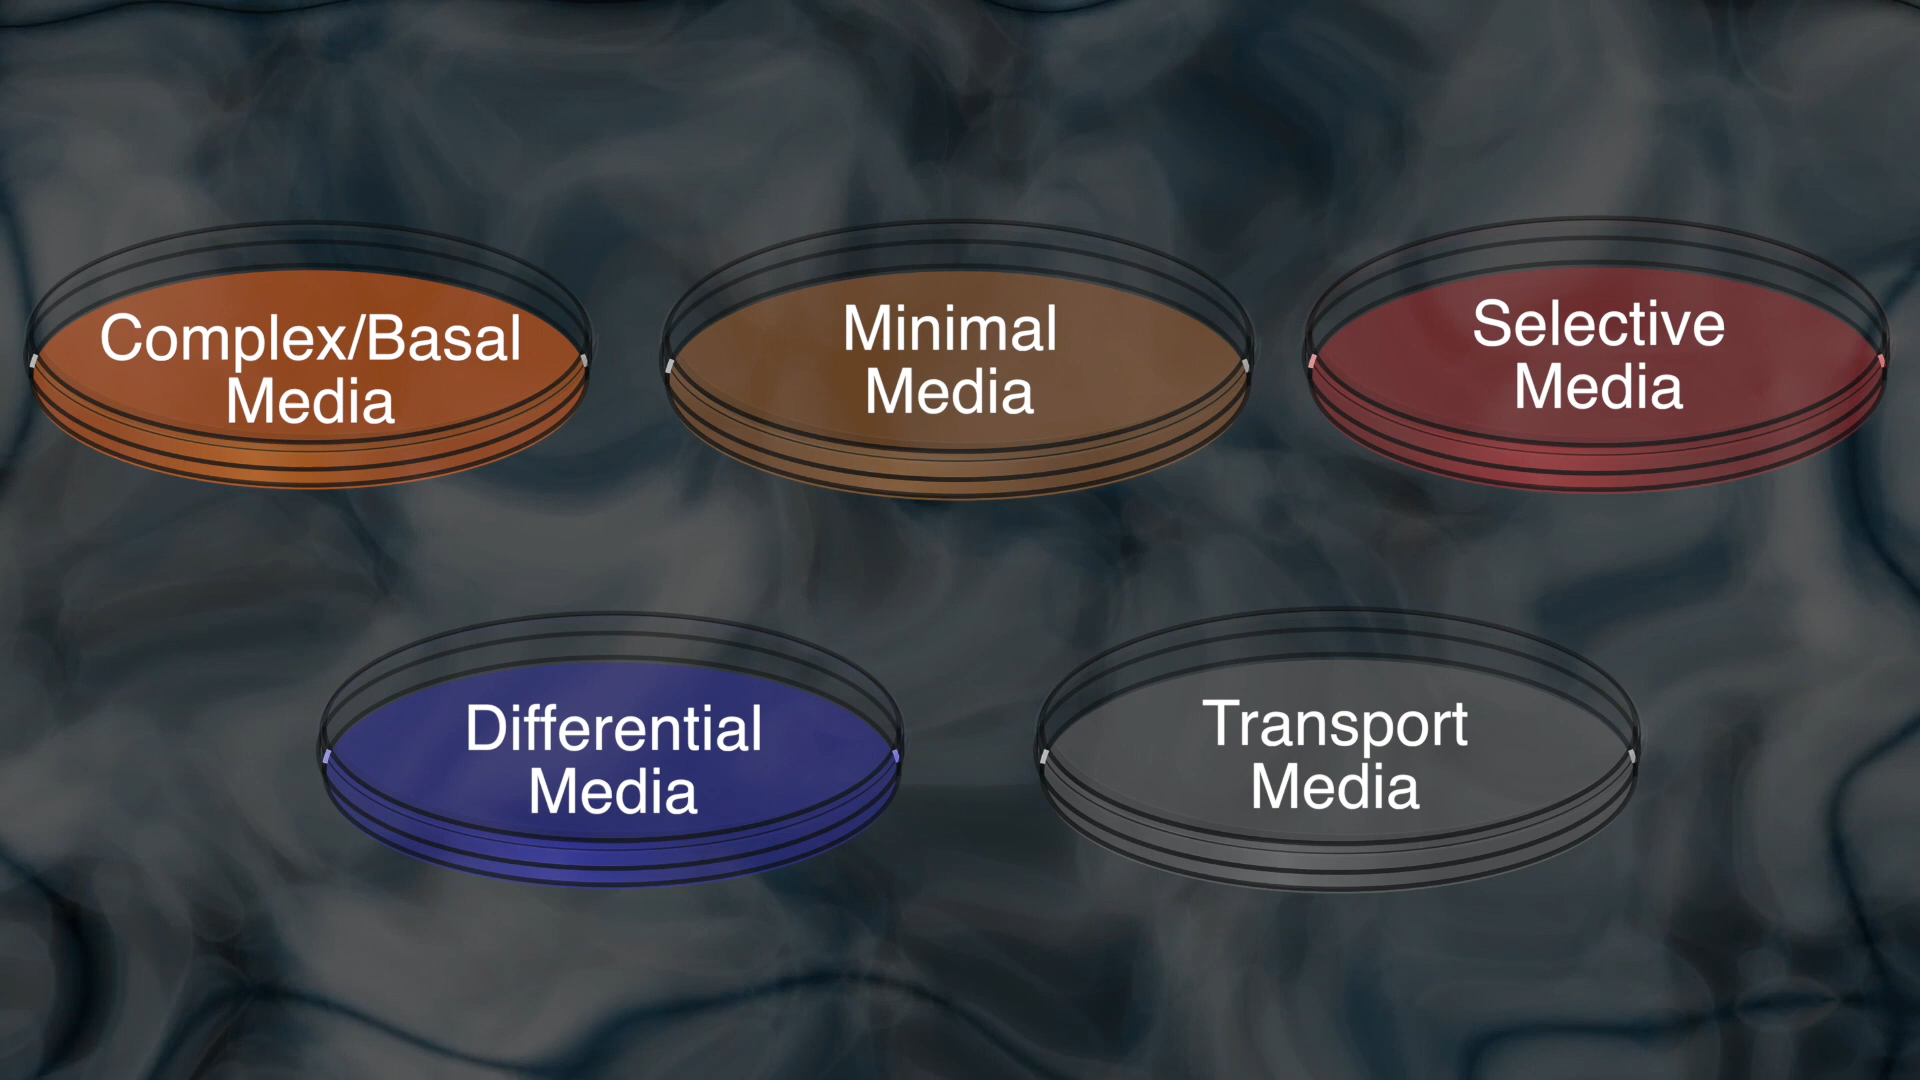 Complex/Basal
Media
Minimal
Media
Selective
Media
Differential
Media
Transport
Media